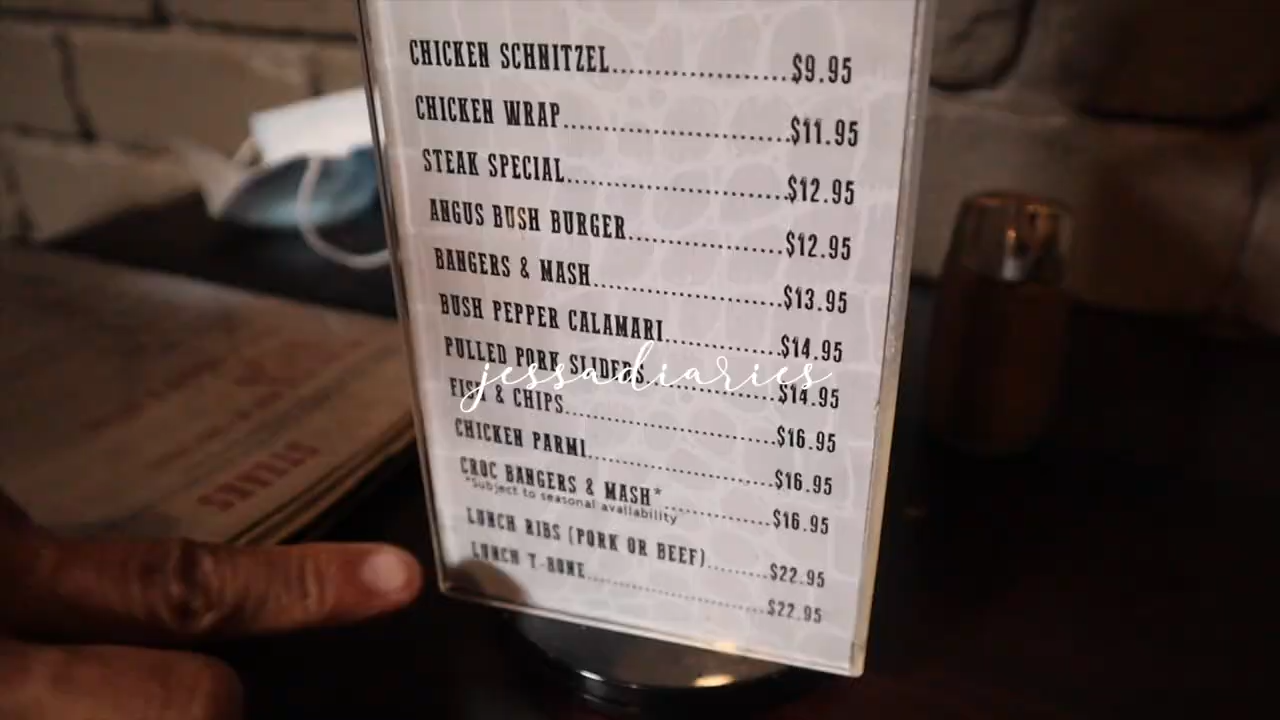 CHICKEN SCHNITZEL......................$9.95
CHICKEN WRAP............................$11.95
STEAK SPECIAL...........................$12.95
ANGUS BUSH BURGER....................$12.95
BANGERS & MASH........................$13.95
BUSH PEPPER CALAMARI...............$14.95
PULLED PORK SLIDERS.................$14.95
jessadiaries
FISH & CHIPS.............................$16.95
CHICKEN PARMI..........................$16.95
CROC BANGERS & MASH*...............$16.95
*Subject to seasonal availability
LUNCH RIBS (PORK OR BEEF).........$22.95
LUNCH T-BONE..........................$22.95
STEAKS